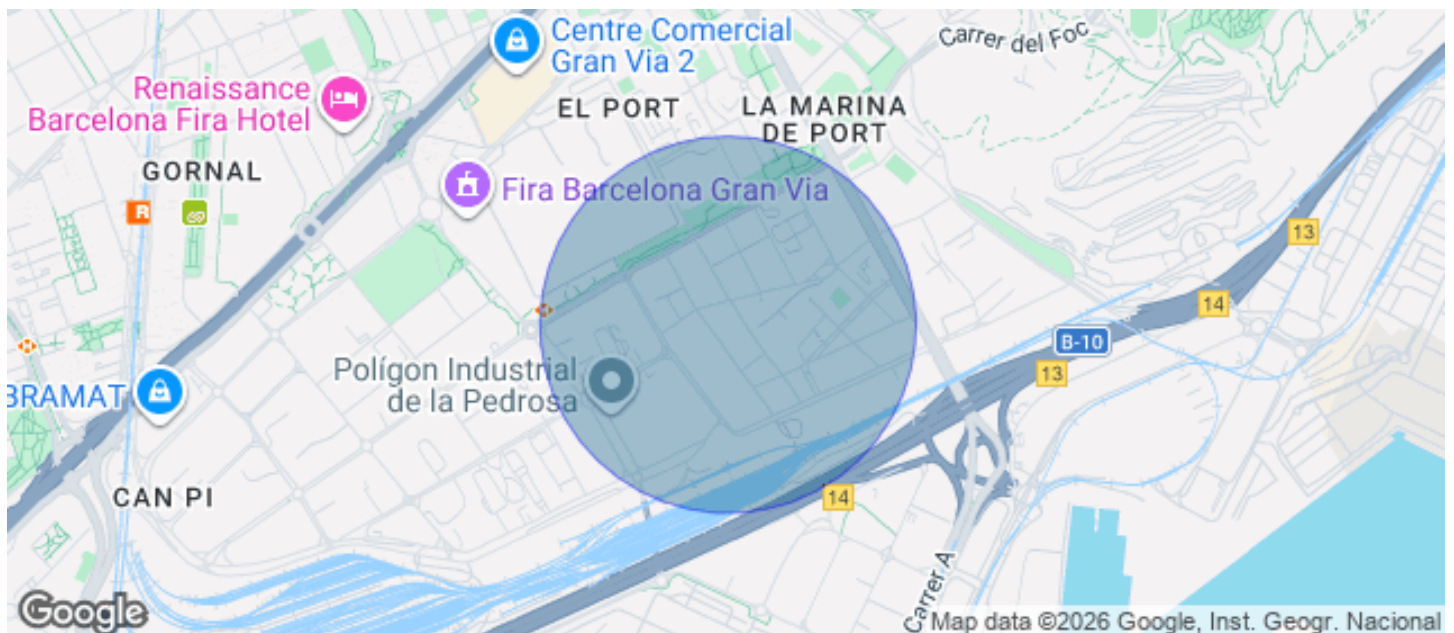 Centre Comercial
Gran Via 2
Carrer del Foc
Renaissance
Barcelona Fira Hotel
EL PORT
LA MARINA
DE PORT
GORNAL
Fira Barcelona Gran Via
R
13
14
B-10
13
Polígon Industrial
de la Pedrosa
BRAMAT
CAN PI
14
Carrer A
Google
Map data ©2026 Google, Inst. Geogr. Nacional